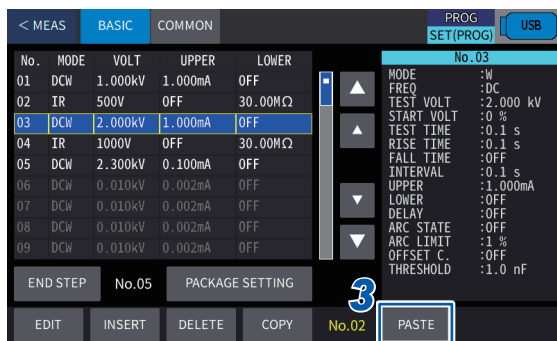 < MEAS BASIC COMMON PROG SET(PROG) USB
No. MODE VOLT UPPER LOWER
01 DCW 1.000kV 1.000mA OFF
02 IR 500V OFF 30.00MΩ
03 DCW 2.000kV 1.000mA OFF
04 IR 1000V OFF 30.00MΩ
05 DCW 2.300kV 0.100mA OFF
06 DCW 0.010kV 0.002mA OFF
07 DCW 0.010kV 0.002mA OFF
08 DCW 0.010kV 0.002mA OFF
09 DCW 0.010kV 0.002mA OFF
No.03
MODE :W
FREQ :DC
TEST VOLT :2.000 kV
START VOLT :0 %
TEST TIME :0.1 s
RISE TIME :0.1 s
FALL TIME :OFF
INTERVAL :0.1 s
UPPER :1.000mA
LOWER :OFF
DELAY :OFF
ARC STATE :OFF
ARC LIMIT :1 %
OFFSET C. :OFF
THRESHOLD :1.0 nF
END STEP No.05 PACKAGE SETTING
3
EDIT INSERT DELETE COPY No.02 PASTE